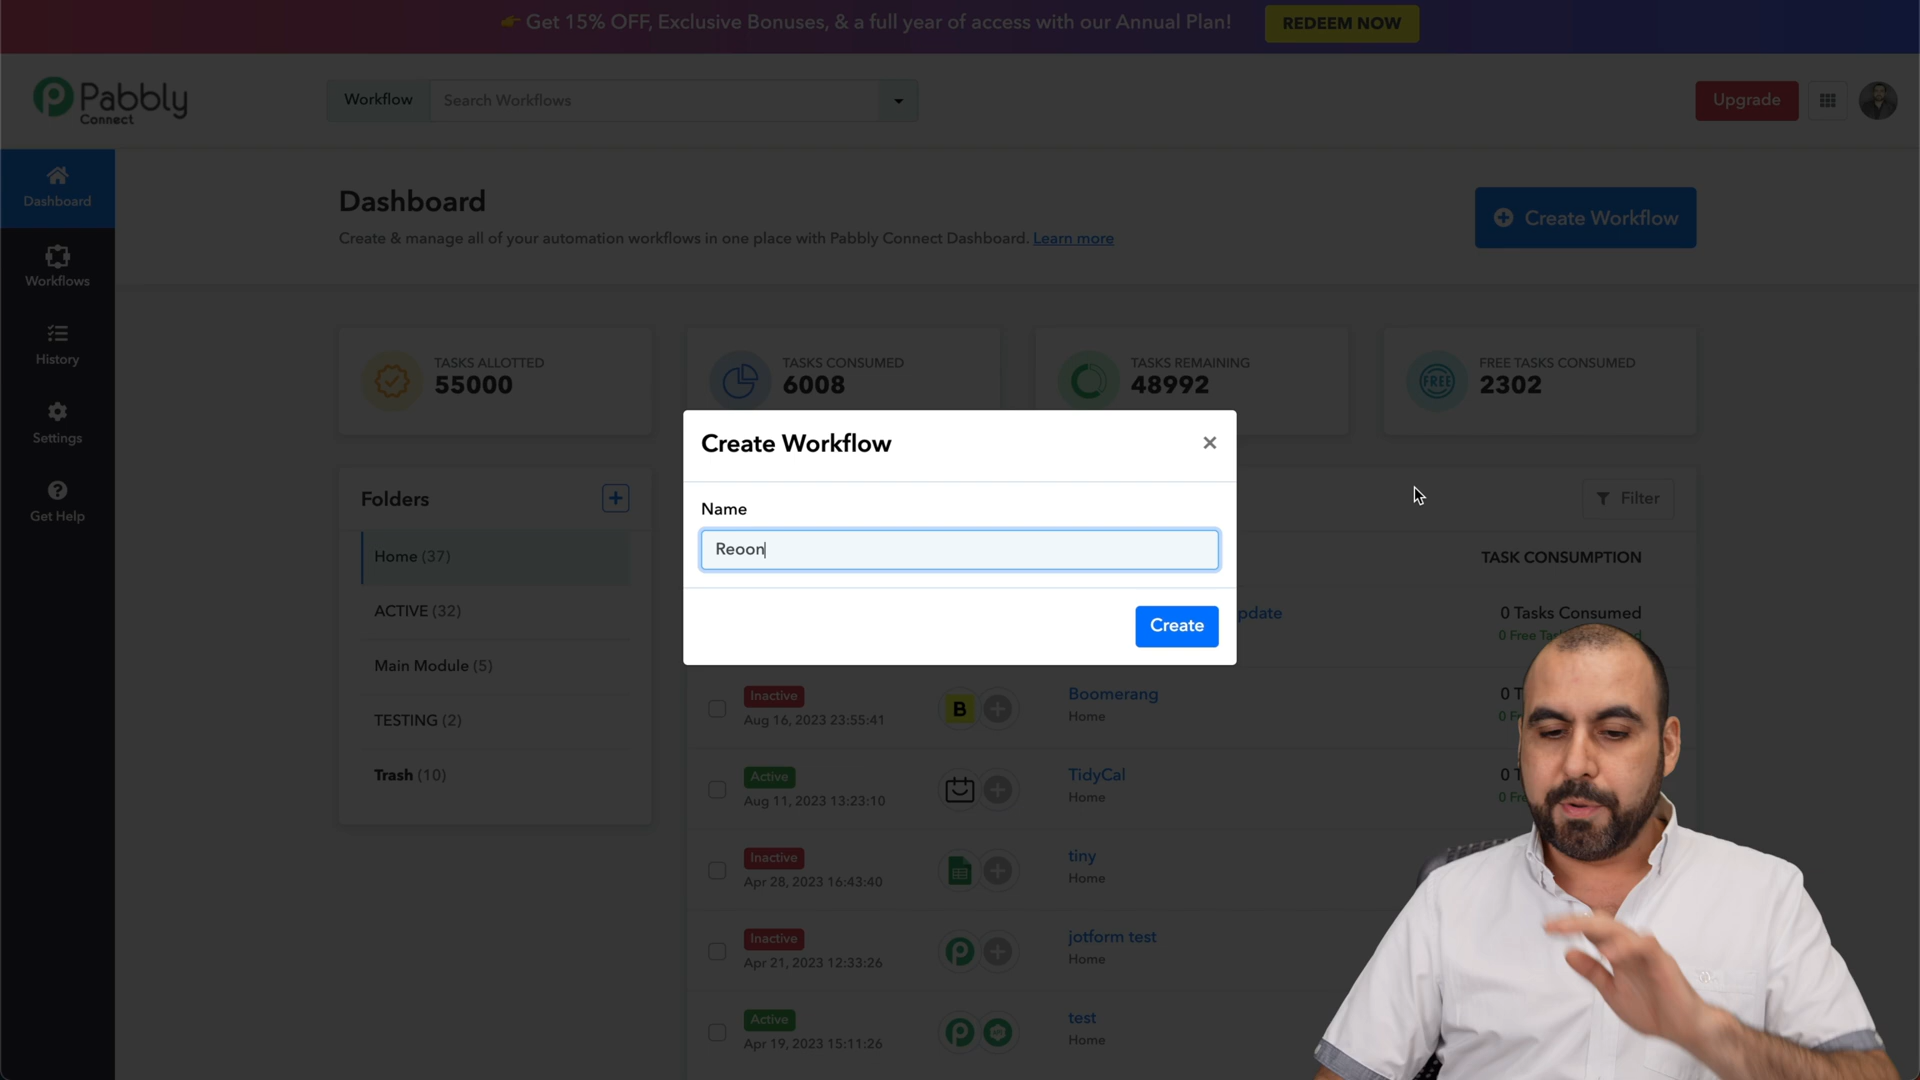 👉 Get 15% OFF, Exclusive Bonuses, & a full year of access with our Annual Plan!
REDEEM NOW
Pabbly
Connect
Workflow
Search Workflows
Upgrade
Dashboard
Workflows
History
Settings
Get Help
Dashboard
Create & manage all of your automation workflows in one place with Pabbly Connect Dashboard. Learn more
Create Workflow
TASKS ALLOTTED
55000
TASKS CONSUMED
6008
TASKS REMAINING
48992
FREE
FREE TASKS CONSUMED
2302
Folders
Home (37)
ACTIVE (32)
Main Module (5)
TESTING (2)
Trash (10)
Create Workflow
×
Name
Reoon
Create
Filter
TASK CONSUMPTION
0 Tasks Consumed
0 Free
Inactive
Aug 16, 2023 23:55:41
B
Boomerang
Home
0
Active
Aug 11, 2023 13:23:10
TidyCal
Home
0
Inactive
Apr 28, 2023 16:43:40
tiny
Home
Inactive
Apr 21, 2023 12:33:26
jotform test
Home
Active
Apr 19, 2023 15:11:26
test
Home